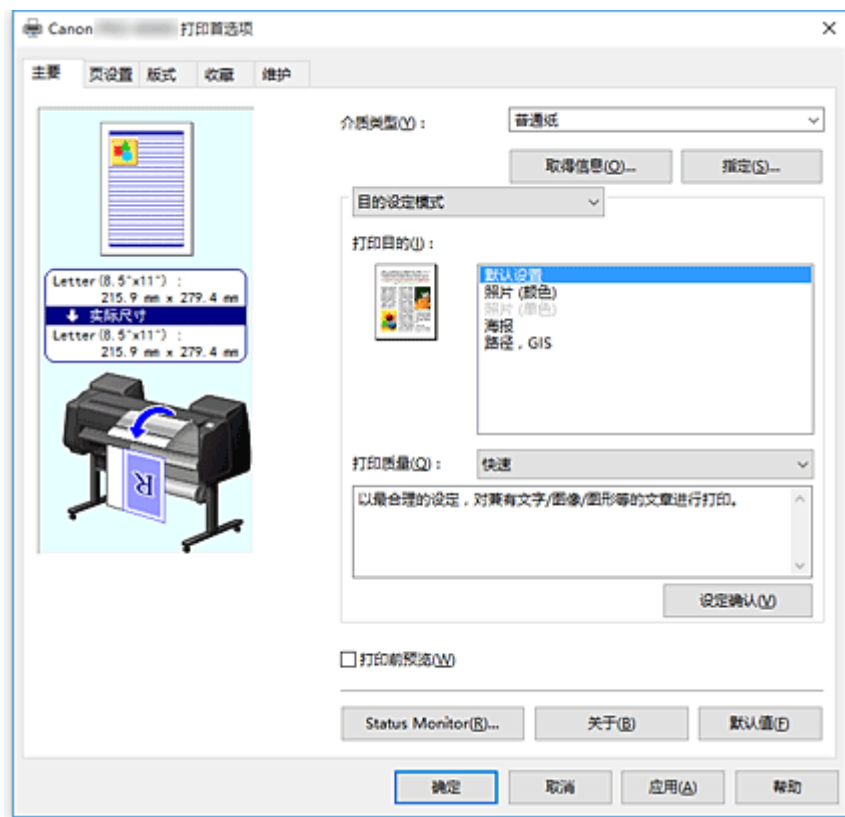 Canon 打印首选项
主要 页设置 版式 收藏 维护
介质类型(Y)： 普通纸
取得信息(O)... 指定(S)...
目的设定模式
打印目的(I)：
默认设置
照片 (颜色)
照片 (单色)
海报
路径，GIS
Letter(8.5"x11") :
215.9 mm x 279.4 mm
实际尺寸
Letter(8.5"x11") :
215.9 mm x 279.4 mm
R
打印质量(Q)： 快速
以最合理的设定，对兼有文字/图像/图形等的文章进行打印。
设定确认(V)
打印前预览(W)
Status Monitor(R)... 关于(B) 默认值(F)
确定 取消 应用(A) 帮助